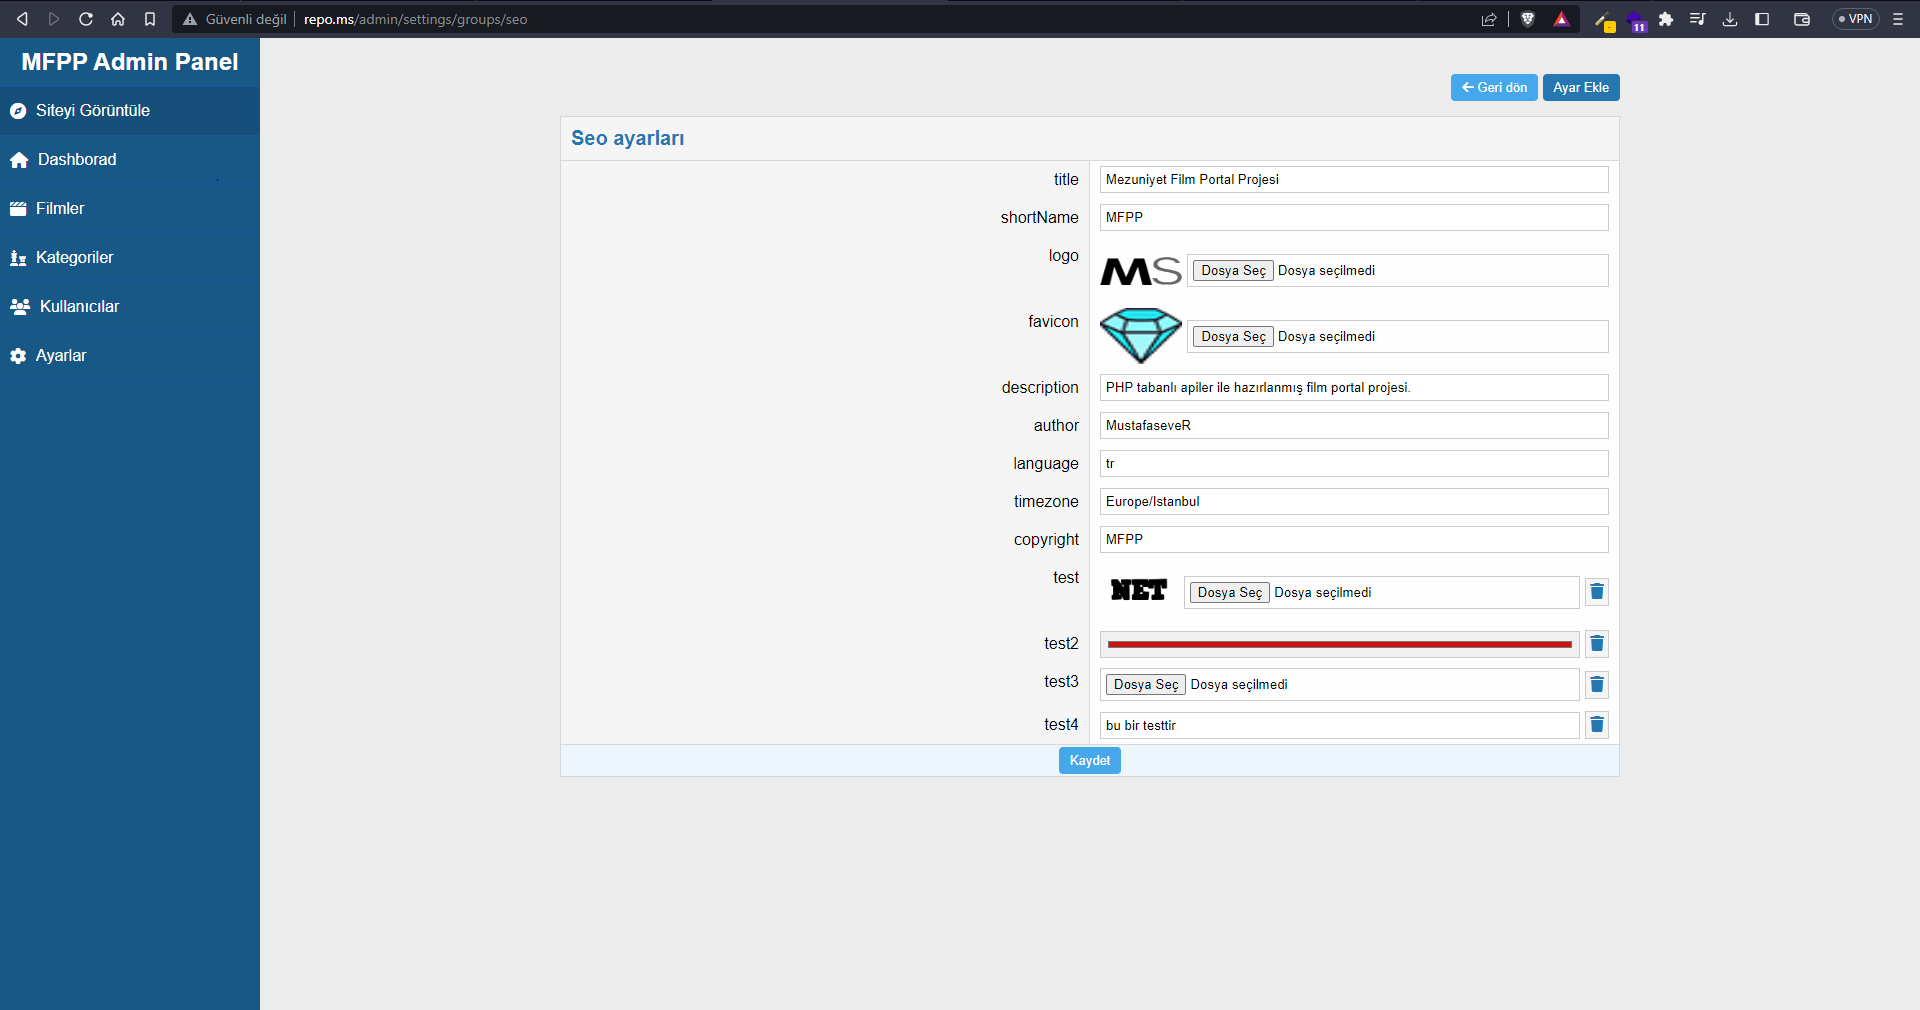 Güvenli değil
repo.ms/admin/settings/groups/seo
11
VPN
MFPP Admin Panel
Siteyi Görüntüle
Dashborad
Filmler
Kategoriler
Kullanıcılar
Ayarlar
Geri dön
Ayar Ekle
Seo ayarları
title
Mezuniyet Film Portal Projesi
shortName
MFPP
logo
MS
Dosya Seç Dosya seçilmedi
favicon
Dosya Seç Dosya seçilmedi
description
PHP tabanlı apiler ile hazırlanmış film portal projesi.
author
MustafaseveR
language
tr
timezone
Europe/Istanbul
copyright
MFPP
test
NET
Dosya Seç Dosya seçilmedi
test2
test3
Dosya Seç Dosya seçilmedi
test4
bu bir testtir
Kaydet